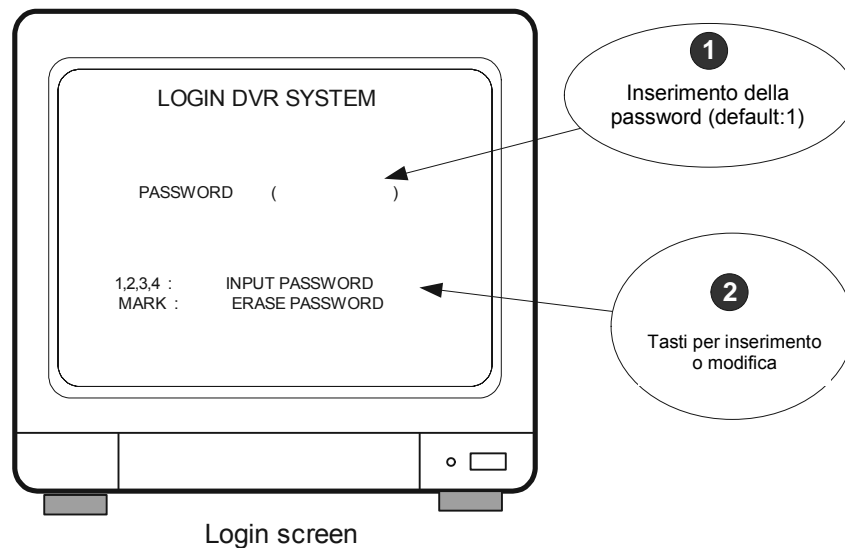 LOGIN DVR SYSTEM
PASSWORD ( )
1,2,3,4 : INPUT PASSWORD
MARK : ERASE PASSWORD
1
Inserimento della
password (default:1)
2
Tasti per inserimento
o modifica
Login screen